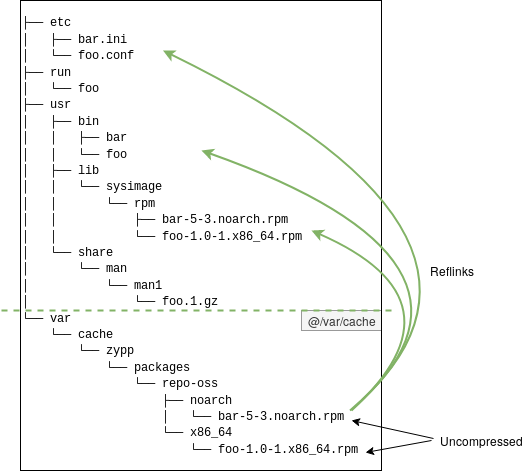 ├── etc
│   ├── bar.ini
│   └── foo.conf
├── run
│   └── foo
├── usr
│   ├── bin
│   │   ├── bar
│   │   └── foo
│   ├── lib
│   │   └── sysimage
│   │       └── rpm
│   │           ├── bar-5-3.noarch.rpm
│   │           └── foo-1.0-1.x86_64.rpm
│   └── share
│       └── man
│           └── man1
│               └── foo.1.gz
└── var
    └── cache
        └── zypp
            └── packages
                └── repo-oss
                    ├── noarch
                    │   └── bar-5-3.noarch.rpm
                    └── x86_64
                        └── foo-1.0-1.x86_64.rpm
Reflinks
@/var/cache
Uncompressed